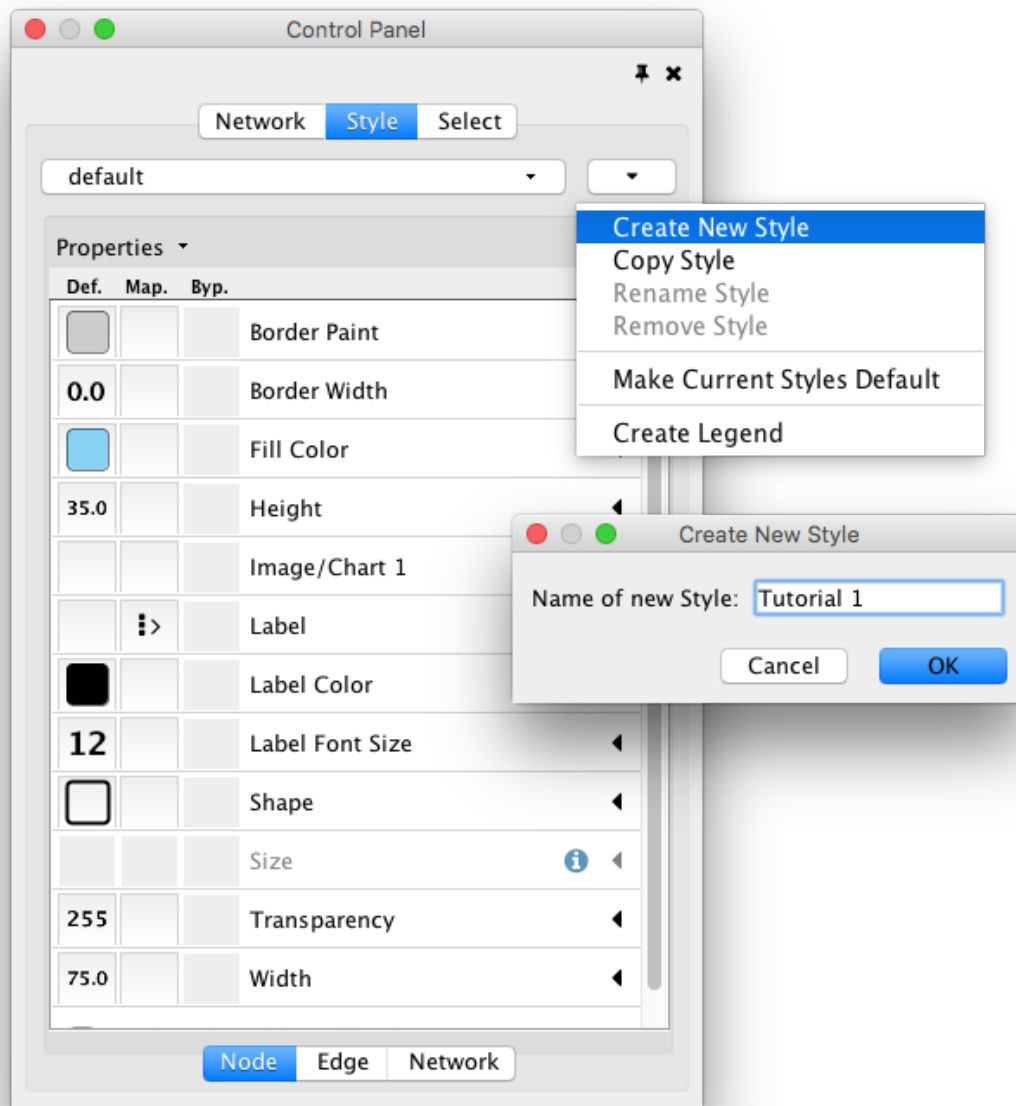 Control Panel
Network Style Select
default
Create New Style
Copy Style
Rename Style
Remove Style
Make Current Styles Default
Create Legend
Properties
Def. Map. Byp.
Border Paint
0.0 Border Width
Fill Color
35.0 Height
Image/Chart 1
Label
Label Color
12 Label Font Size
Shape
Size
255 Transparency
75.0 Width
Node Edge Network
Create New Style
Name of new Style: Tutorial 1
Cancel OK